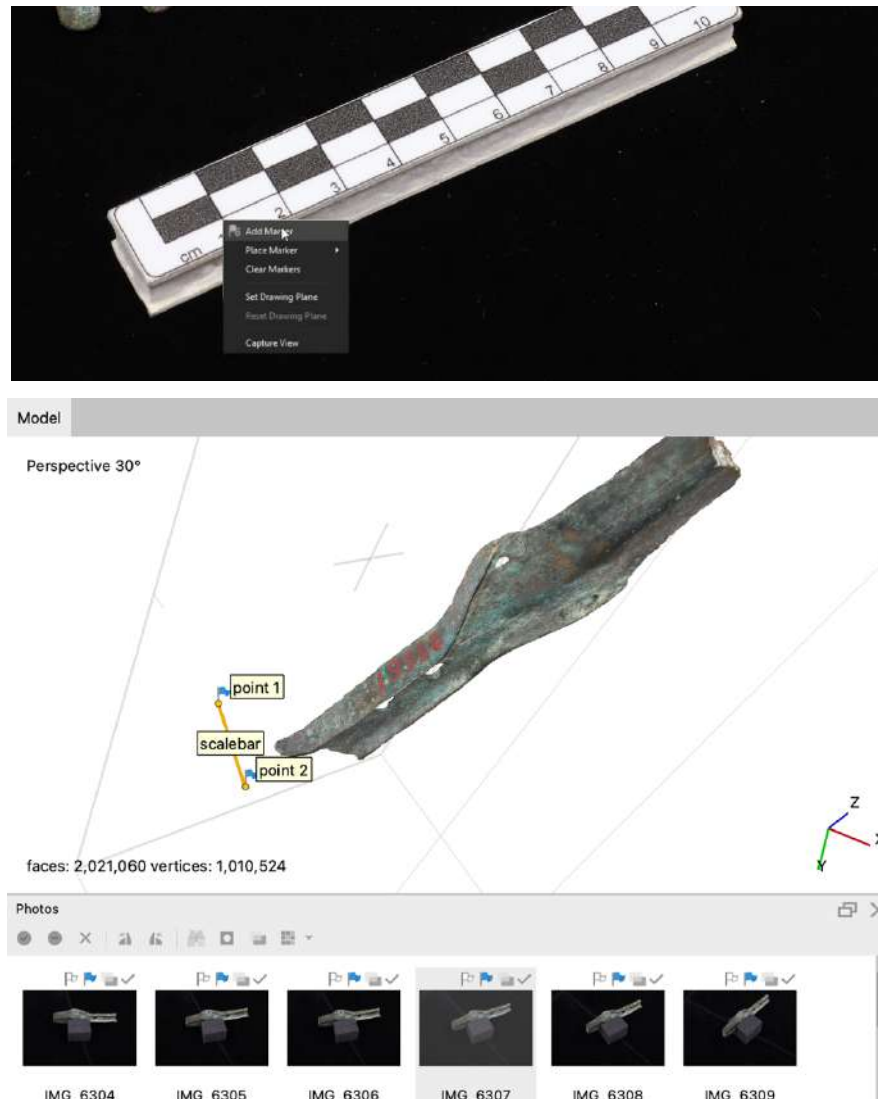 10
9
8
7
6
5
4
3
2
cm
Add Marker
Place Marker
Clear Markers
Set Drawing Plane
Reset Drawing Plane
Capture View
Model
Perspective 30°
19358
point 1
scalebar
point 2
Z
X
Y
faces: 2,021,060 vertices: 1,010,524
Photos
IMG_6304 IMG_6305 IMG_6306 IMG_6307 IMG_6308 IMG_6309